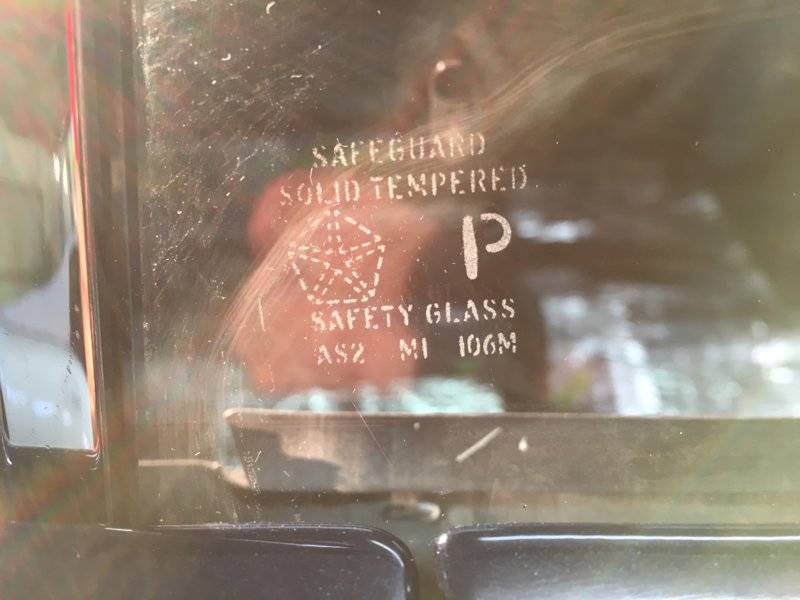 SAFEGUARD
SOLID TEMPERED
P
SAFETY GLASS
AS2 M1 106M